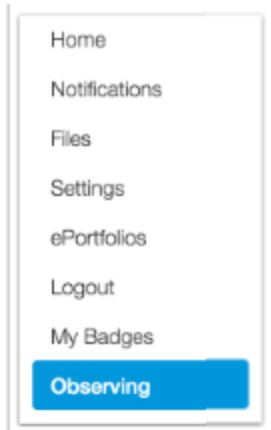 Home
Notifications
Files
Settings
ePortfolios
Logout
My Badges
Observing